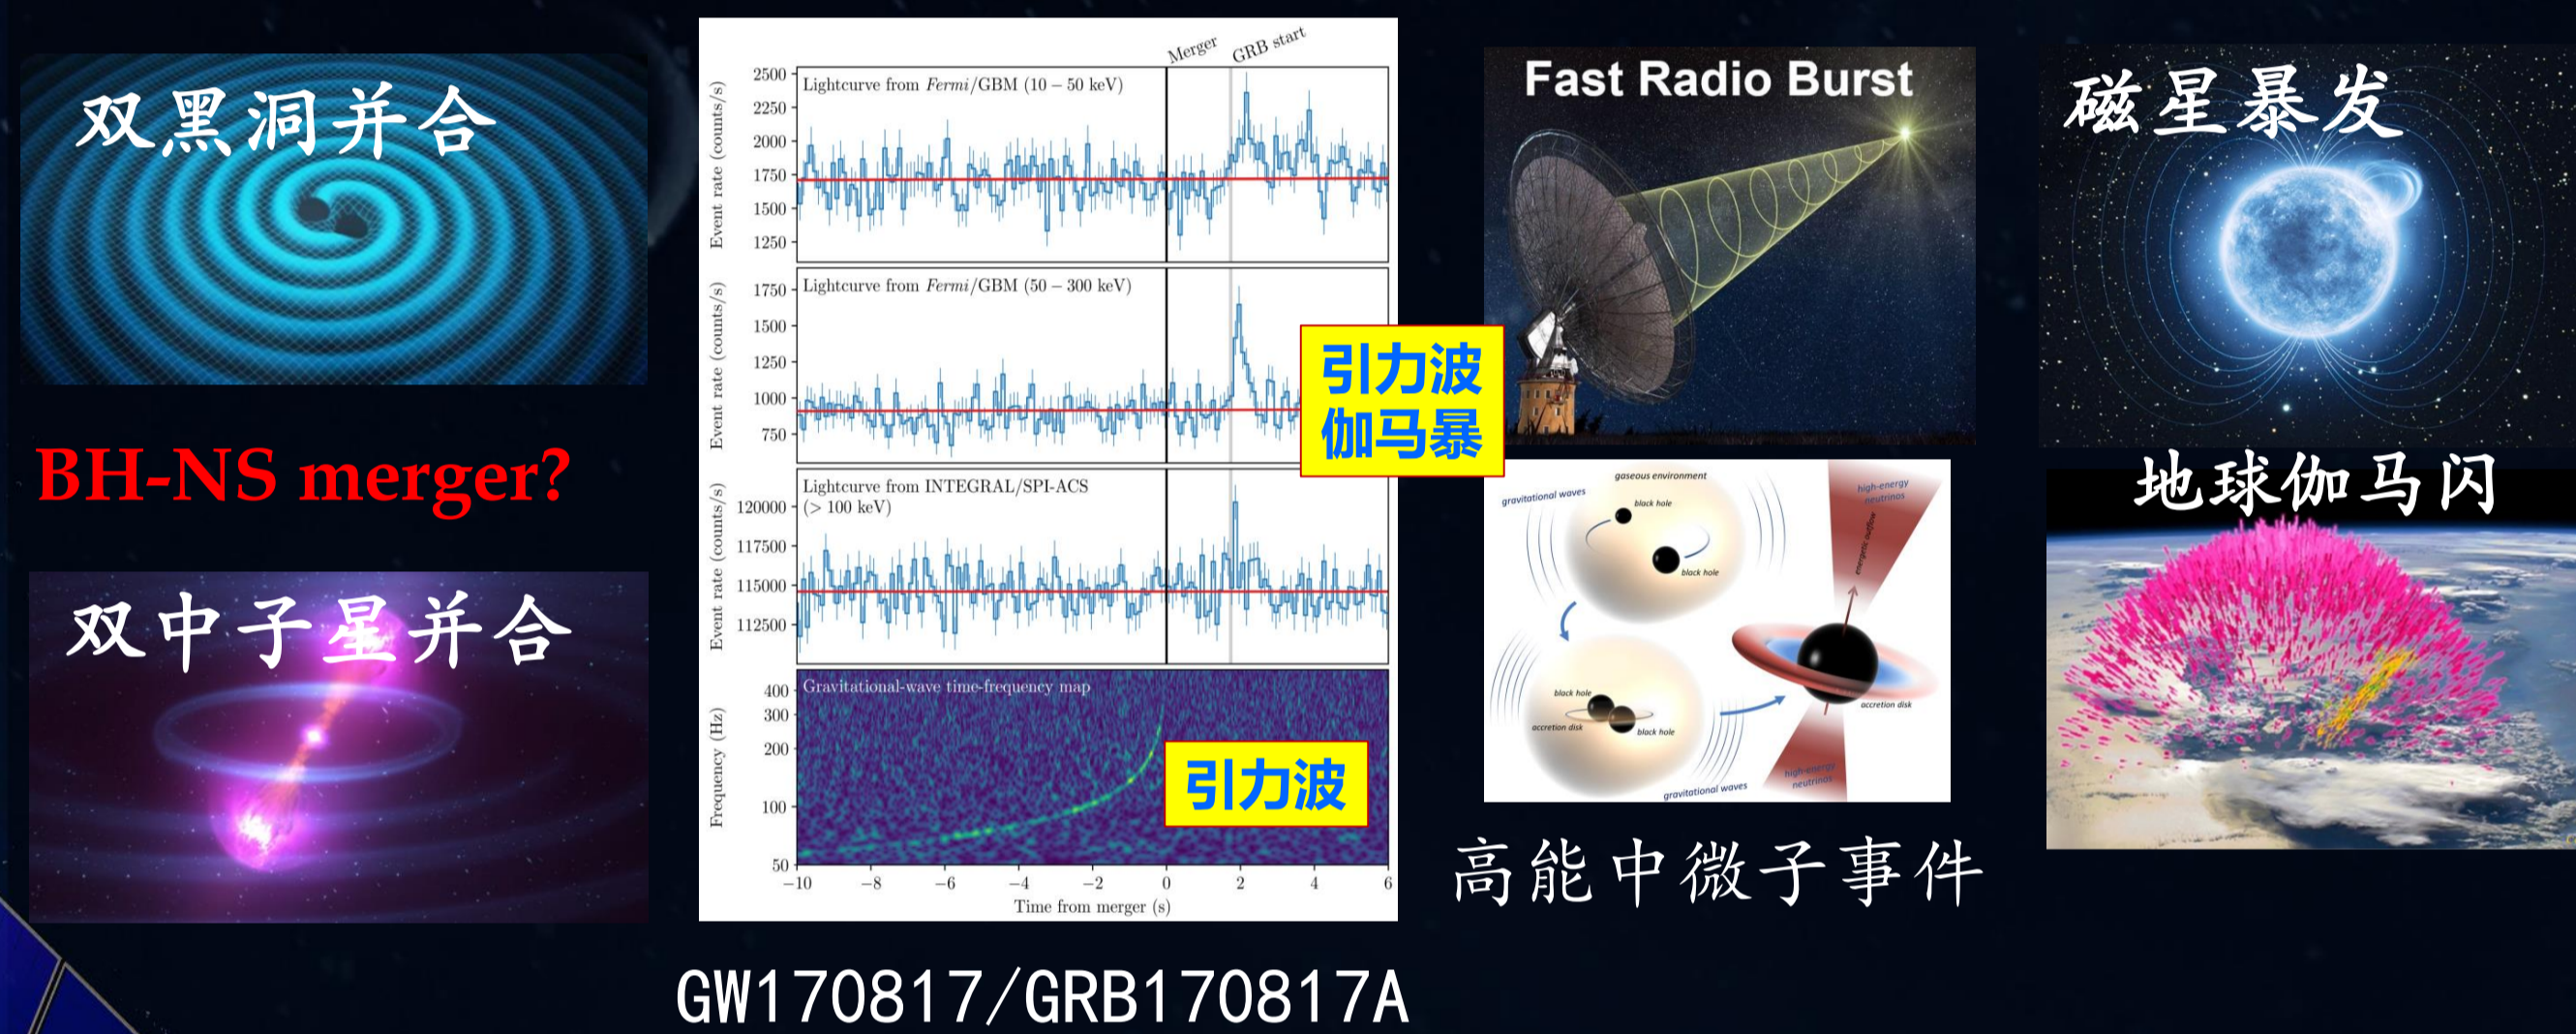 双黑洞并合
BH-NS merger?
双中子星并合
Merger
GRB start
Lightcurve from Fermi/GBM (10 − 50 keV)
Event rate (counts/s)
2500
2250
2000
1750
1500
1250
Lightcurve from Fermi/GBM (50 − 300 keV)
Event rate (counts/s)
1750
1500
1250
1000
750
引力波
伽马暴
Lightcurve from INTEGRAL/SPI-ACS
(> 100 keV)
Event rate (counts/s)
120000
117500
115000
112500
Gravitational-wave time-frequency map
Frequency (Hz)
400
300
200
100
50
引力波
−10 −8 −6 −4 −2 0 2 4 6
Time from merger (s)
GW170817/GRB170817A
Fast Radio Burst
gaseous environment
gravitational waves
black hole
black hole
high-energy
neutrinos
energetic outflow
black hole
accretion disk
black hole
accretion disk
high-energy
neutrinos
gravitational waves
高能中微子事件
磁星暴发
地球伽马闪